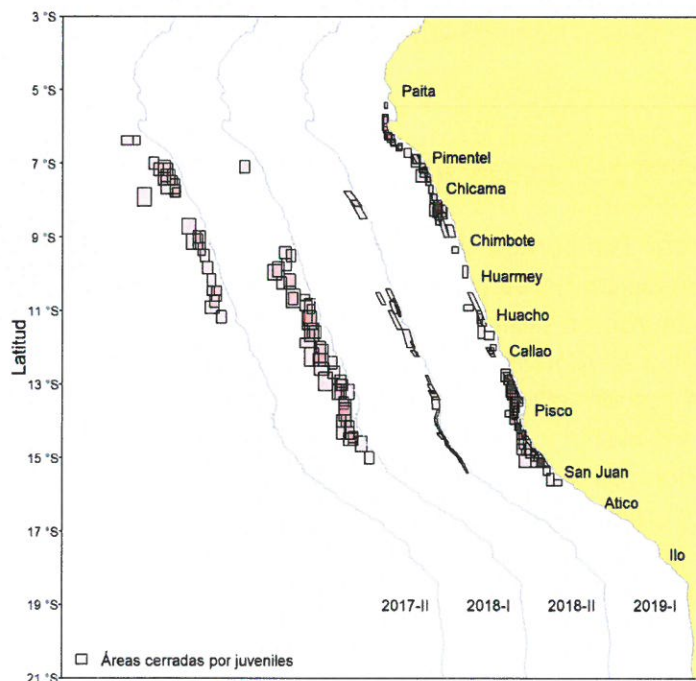 3 °S
5 °S
7 °S
9 °S
11 °S
13 °S
15 °S
17 °S
19 °S
21 °S
Latitud
Paita
Pimentel
Chicama
Chimbote
Huarmey
Huacho
Callao
Pisco
San Juan
Atico
Ilo
2017-II 2018-I 2018-II 2019-I
Áreas cerradas por juveniles